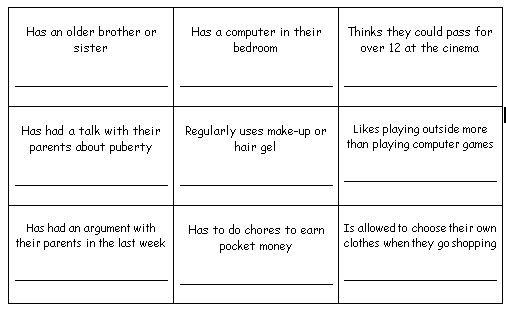 Has an older brother or
sister
Has a computer in their
bedroom
Thinks they could pass for
over 12 at the cinema
Has had a talk with their
parents about puberty
Regularly uses make-up or
hair gel
Likes playing outside more
than playing computer games
Has had an argument with
their parents in the last week
Has to do chores to earn
pocket money
Is allowed to choose their own
clothes when they go shopping